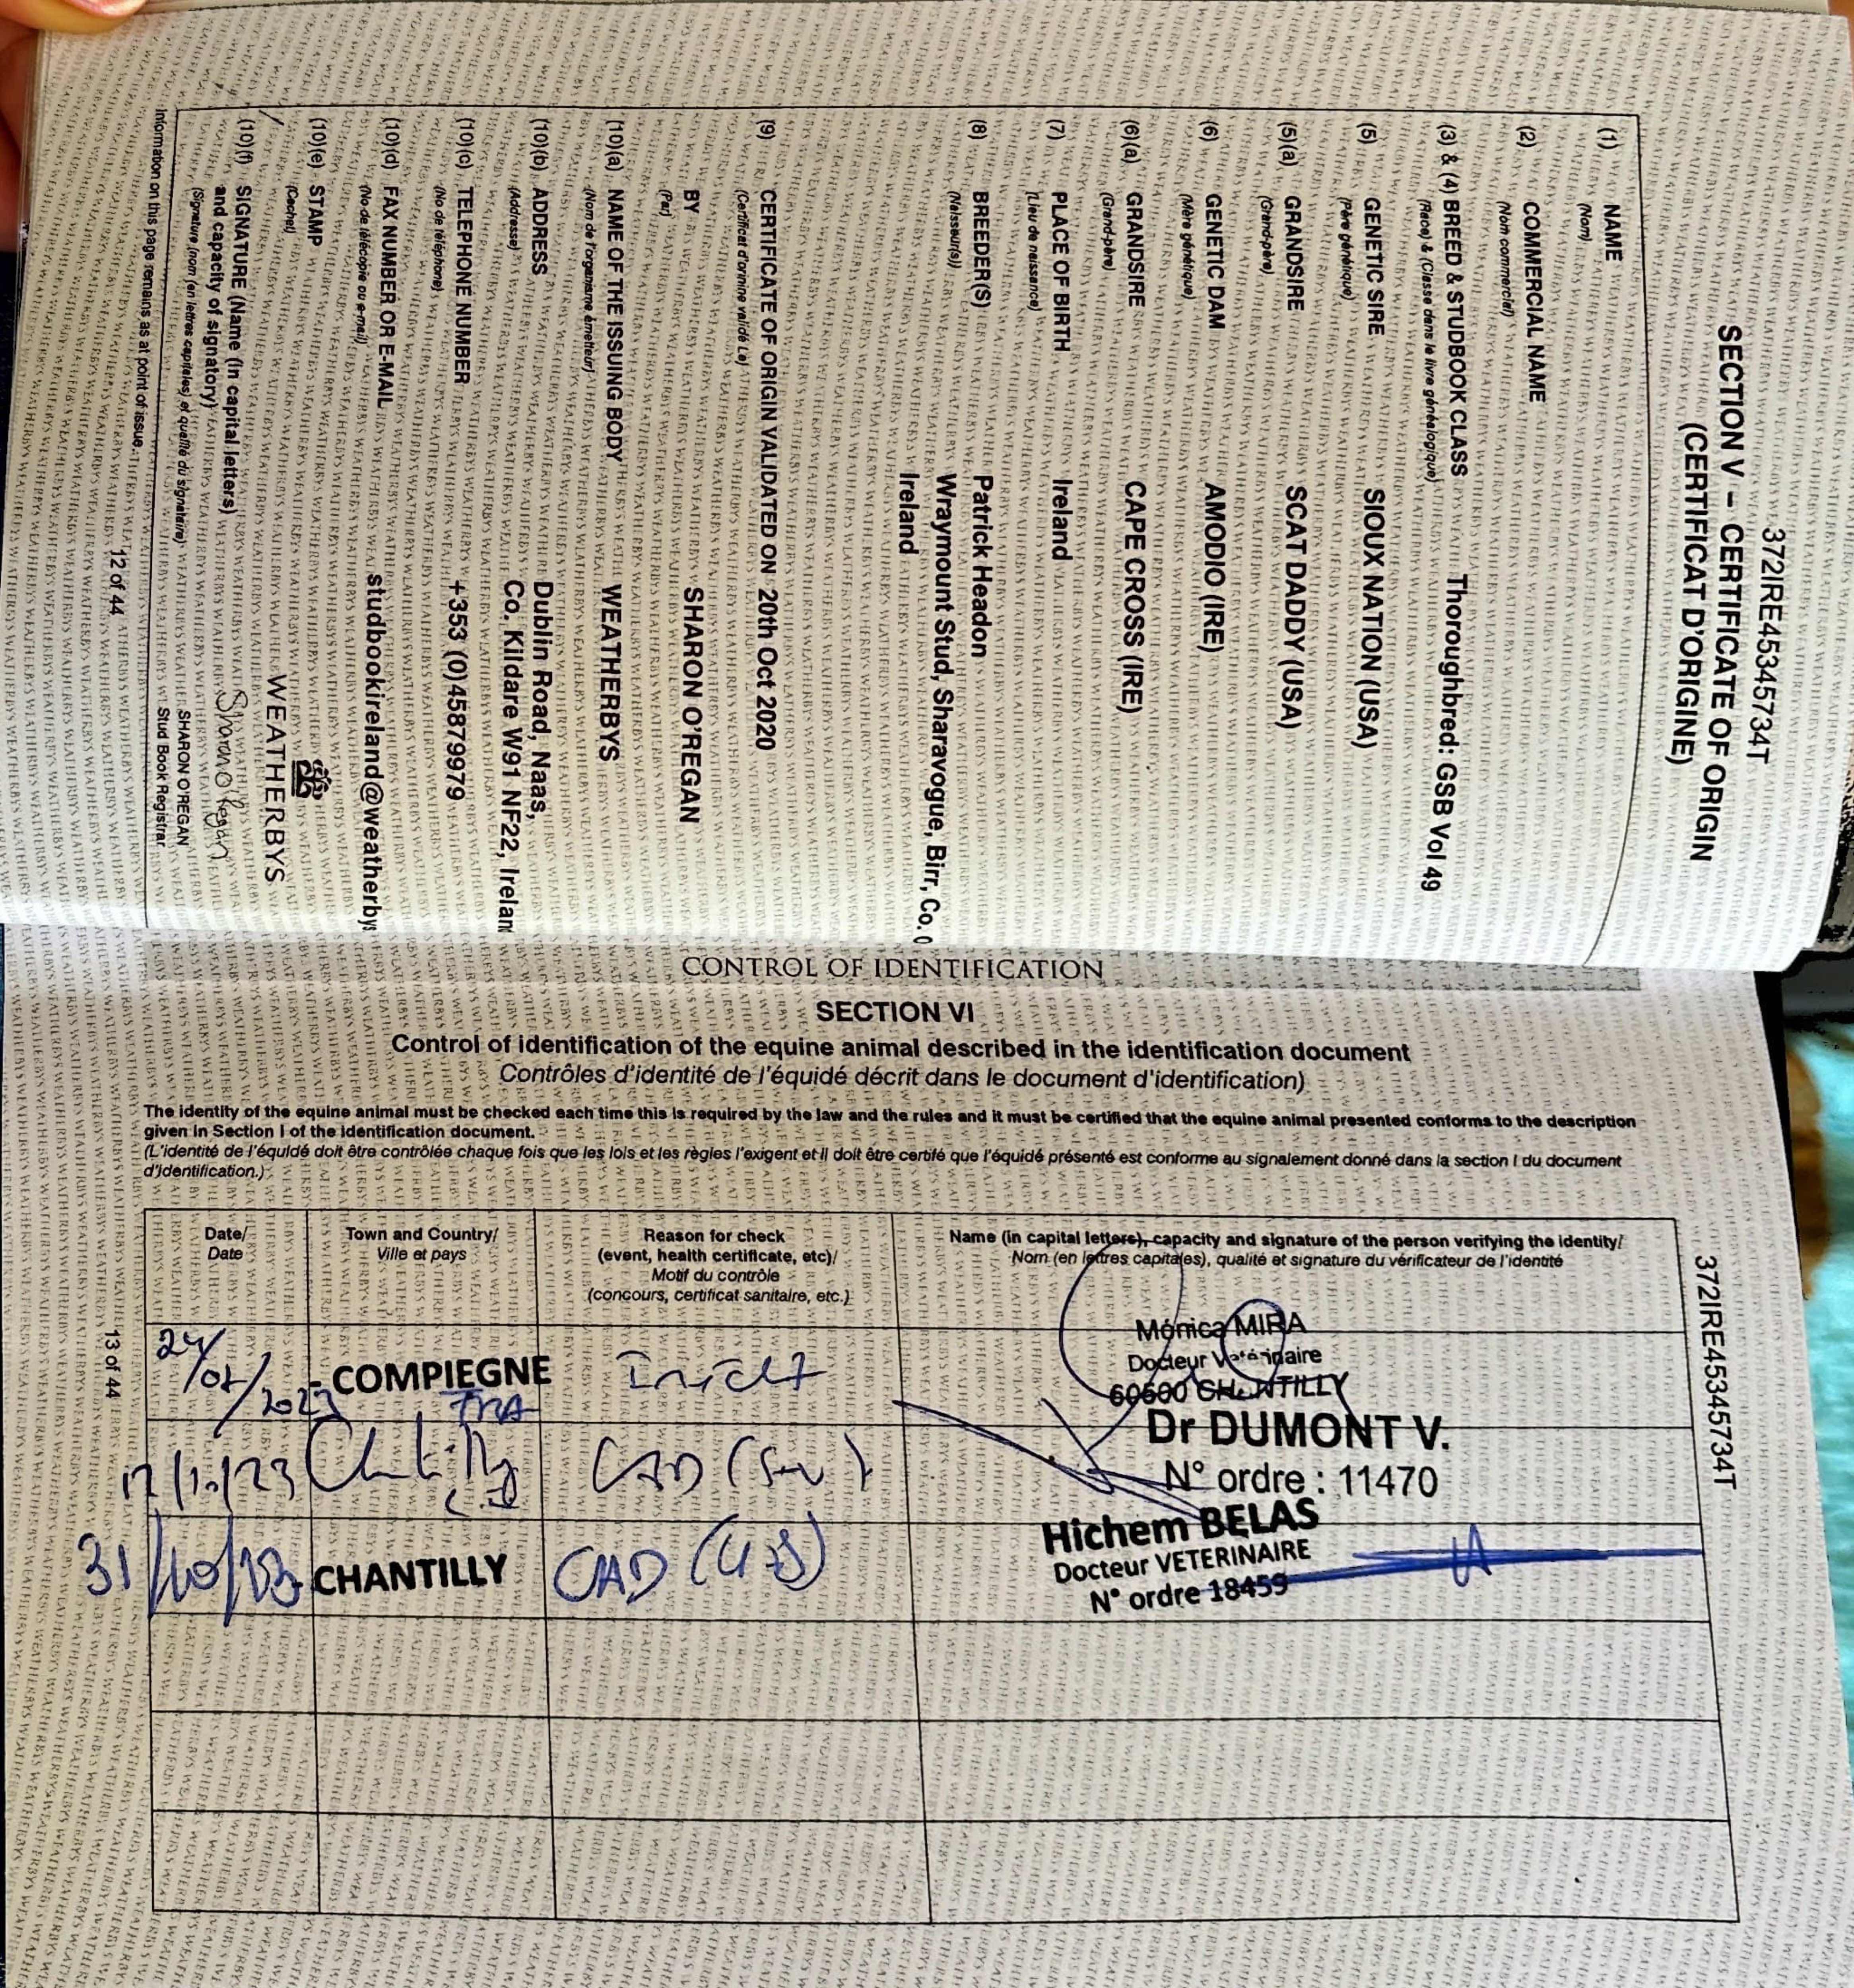 372IRE45345734T
SECTION V – CERTIFICATE OF ORIGIN
(CERTIFICAT D'ORIGINE)
(1) NAME
(Nom)
(2) COMMERCIAL NAME
(Nom commercial)
(3) & (4) BREED & STUDBOOK CLASS Thoroughbred: GSB Vol 49
(Race) & (Classe dans le livre généalogique)
(5) GENETIC SIRE SIOUX NATION (USA)
(Père génétique)
(5)(a) GRANDSIRE SCAT DADDY (USA)
(Grand-père)
(6) GENETIC DAM AMODIO (IRE)
(Mère génétique)
(6)(a) GRANDSIRE CAPE CROSS (IRE)
(Grand-père)
(7) PLACE OF BIRTH Ireland
(Lieu de naissance)
(8) BREEDER(S) Patrick Headon
(Naisseur(s)) Wraymount Stud, Sharavogue, Birr, Co. O
Ireland
(9) CERTIFICATE OF ORIGIN VALIDATED ON 20th Oct 2020
(Certificat d'origine validé Le)
BY SHARON O'REGAN
(Par)
(10)(a) NAME OF THE ISSUING BODY WEATHERBYS
(Nom de l'organisme émetteur)
(10)(b) ADDRESS Dublin Road, Naas,
(Addresse) Co. Kildare W91 NF22, Ireland
(10)(c) TELEPHONE NUMBER +353 (0)45879979
(No de téléphone)
(10)(d) FAX NUMBER OR E-MAIL studbookireland@weatherbys
(No de télécopie ou e-mail)
(10)(e) STAMP WEATHERBYS
(Cachet)
(10)(f) SIGNATURE (Name (in capital letters) Sharon O'Regan
and capacity of signatory)
(Signature (nom (en lettres capitales) et qualité du signataire) SHARON O'REGAN
Stud Book Registrar
Information on this page remains as at point of issue
12 of 44
CONTROL OF IDENTIFICATION
SECTION VI
Control of identification of the equine animal described in the identification document
Contrôles d'identité de l'équidé décrit dans le document d'identification)
The identity of the equine animal must be checked each time this is required by the law and the rules and it must be certified that the equine animal presented conforms to the description
given in Section I of the identification document.
(L'identité de l'équidé doit être contrôlée chaque fois que les lois et les règles l'exigent et il doit être certifé que l'équidé présenté est conforme au signalement donné dans la section I du document
d'identification.)
372IRE45345734T
Date/
Date
Town and Country/
Ville et pays
Reason for check
(event, health certificate, etc)/
Motif du contrôle
(concours, certificat sanitaire, etc.)
Name (in capital letters), capacity and signature of the person verifying the identity/
Nom (en lettres capitales), qualité et signature du vérificateur de l'identité
COMPIEGNE
FRA
Mónica MIRA
Docteur Vétérinaire
60500 CHANTILLY
17/10/23 Chantilly CAD
Dr DUMONT V.
N° ordre : 11470
31/10/23 CHANTILLY CAD
Hichem BELAS
Docteur VETERINAIRE
N° ordre 18459
13 of 44